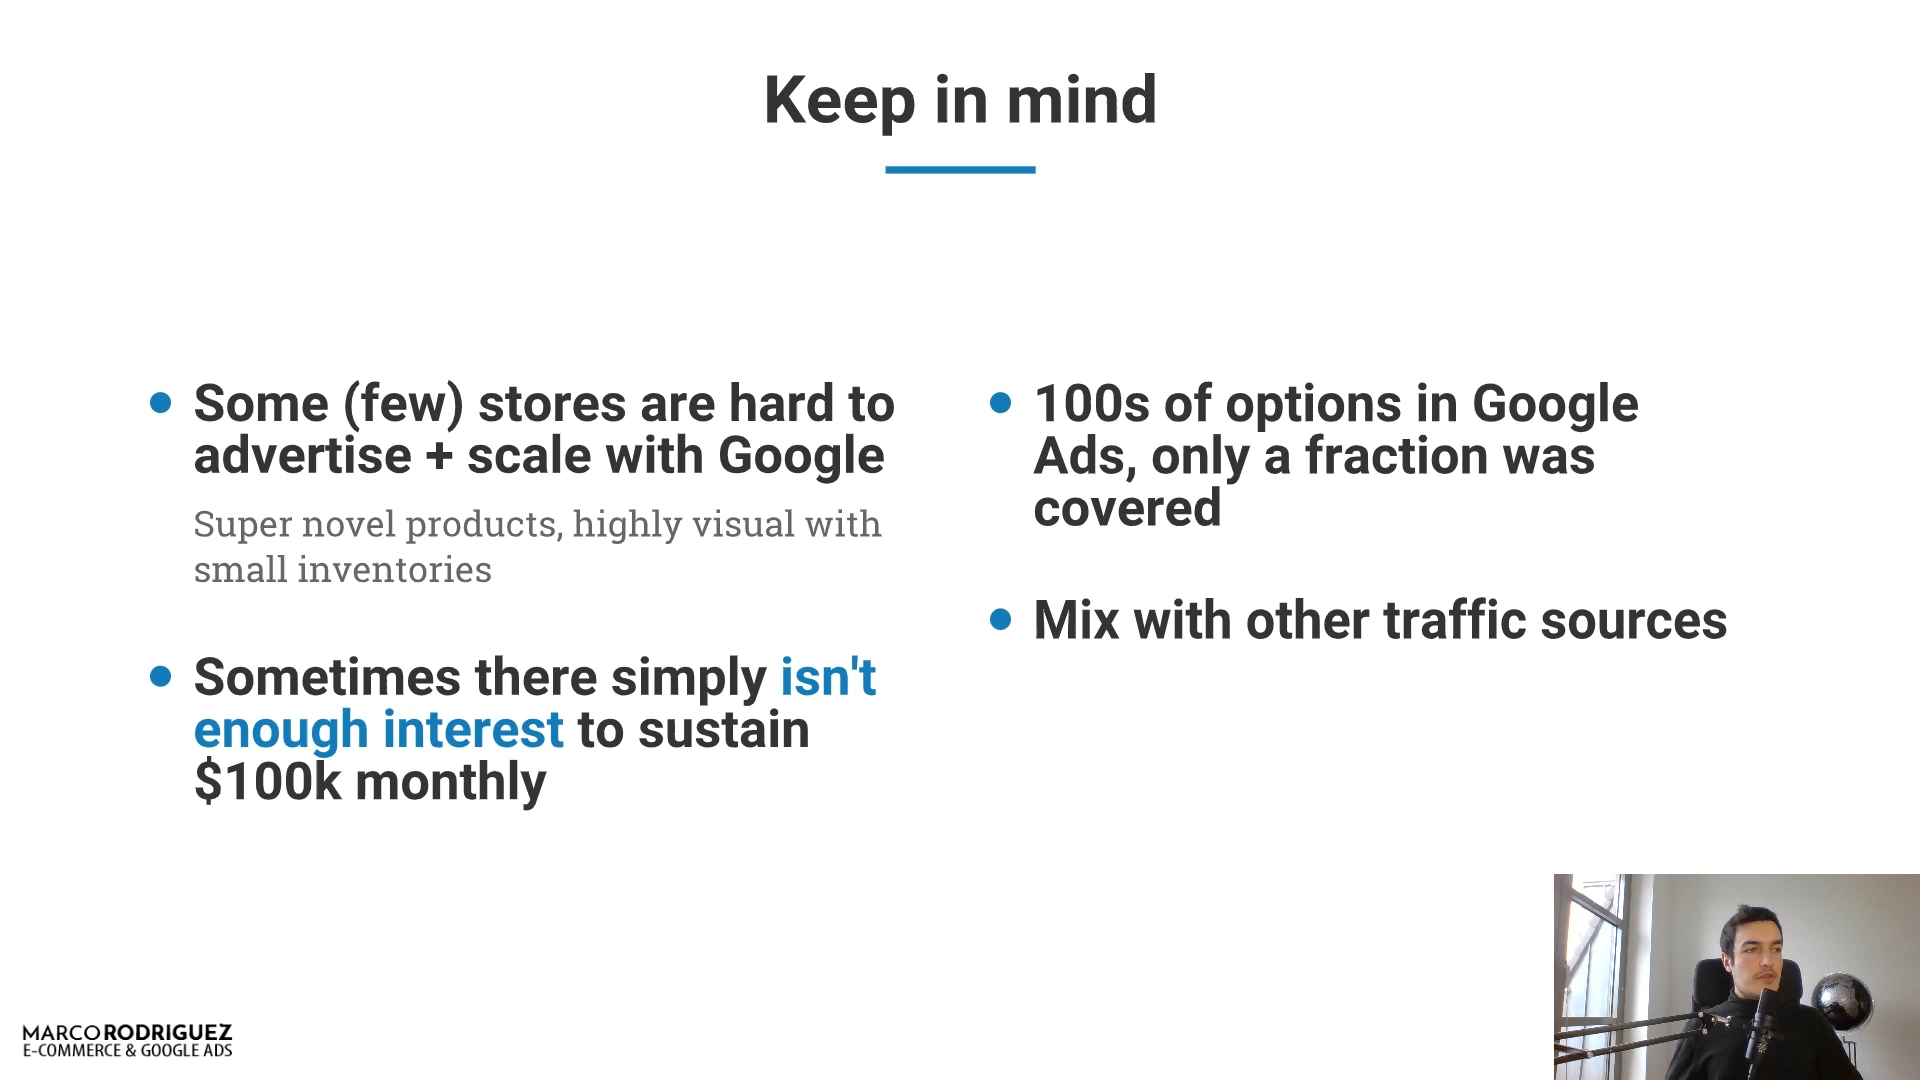 Keep in mind
Some (few) stores are hard to
advertise + scale with Google
Super novel products, highly visual with
small inventories
Sometimes there simply isn't
enough interest to sustain
$100k monthly
100s of options in Google
Ads, only a fraction was
covered
Mix with other traffic sources
MARCO RODRIGUEZ
E-COMMERCE & GOOGLE ADS